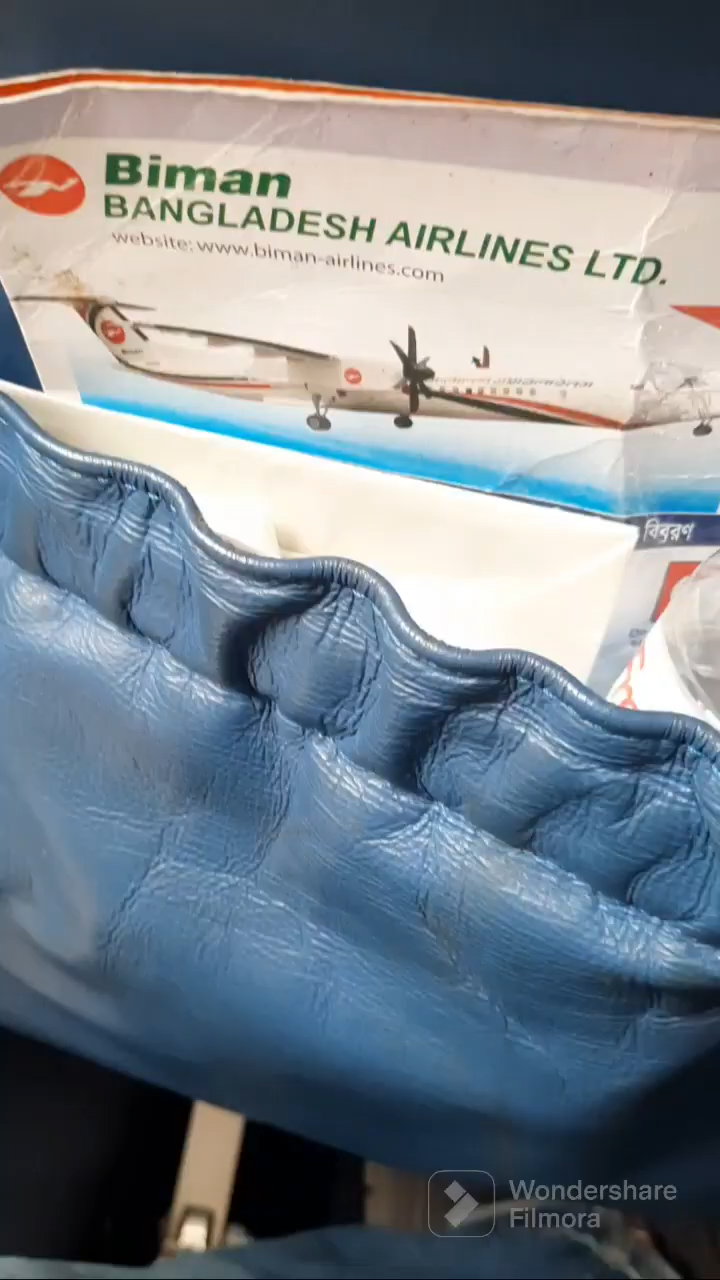 Biman
BANGLADESH AIRLINES LTD.
website: www.biman-airlines.com
বিবরণ
Wondershare
Filmora